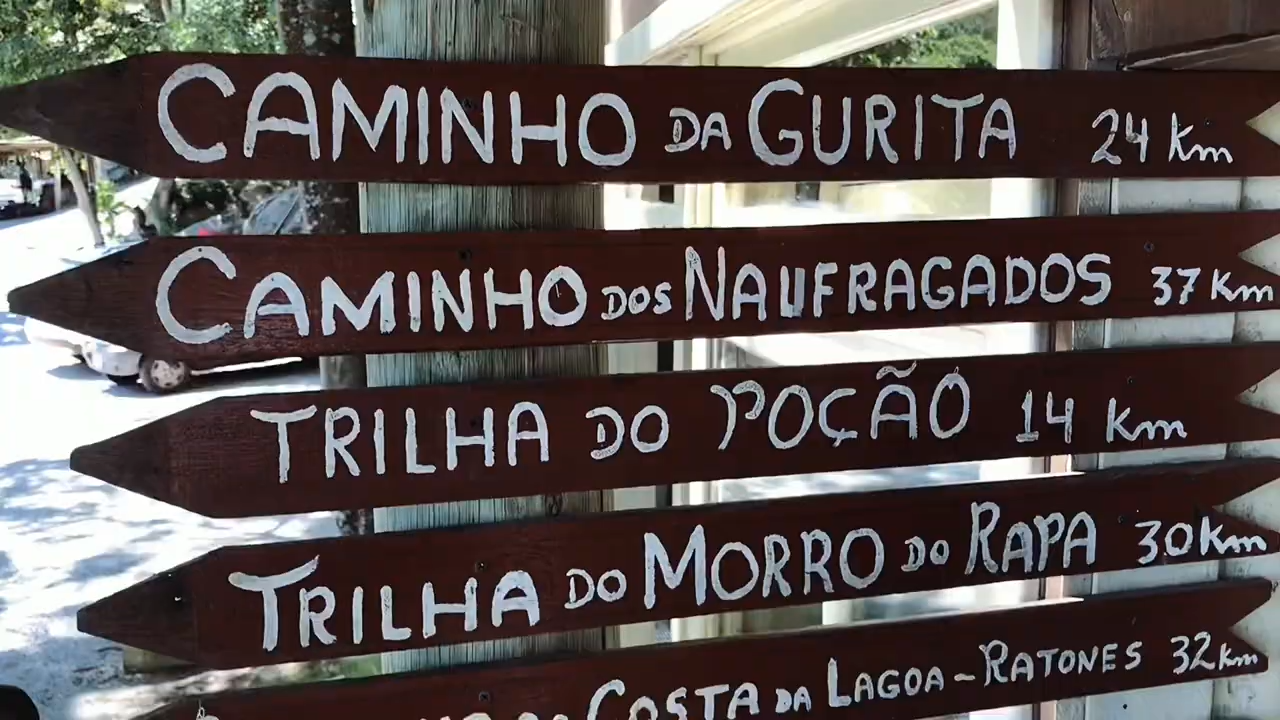 CAMINHO DA GURITA 24 Km
CAMINHO DOS NAUFRAGADOS 37 Km
TRILHA DO POÇÃO 14 Km
TRILHA DO MORRO DO RAPA 30 Km
COSTA DA LAGOA - RATONES 32 Km